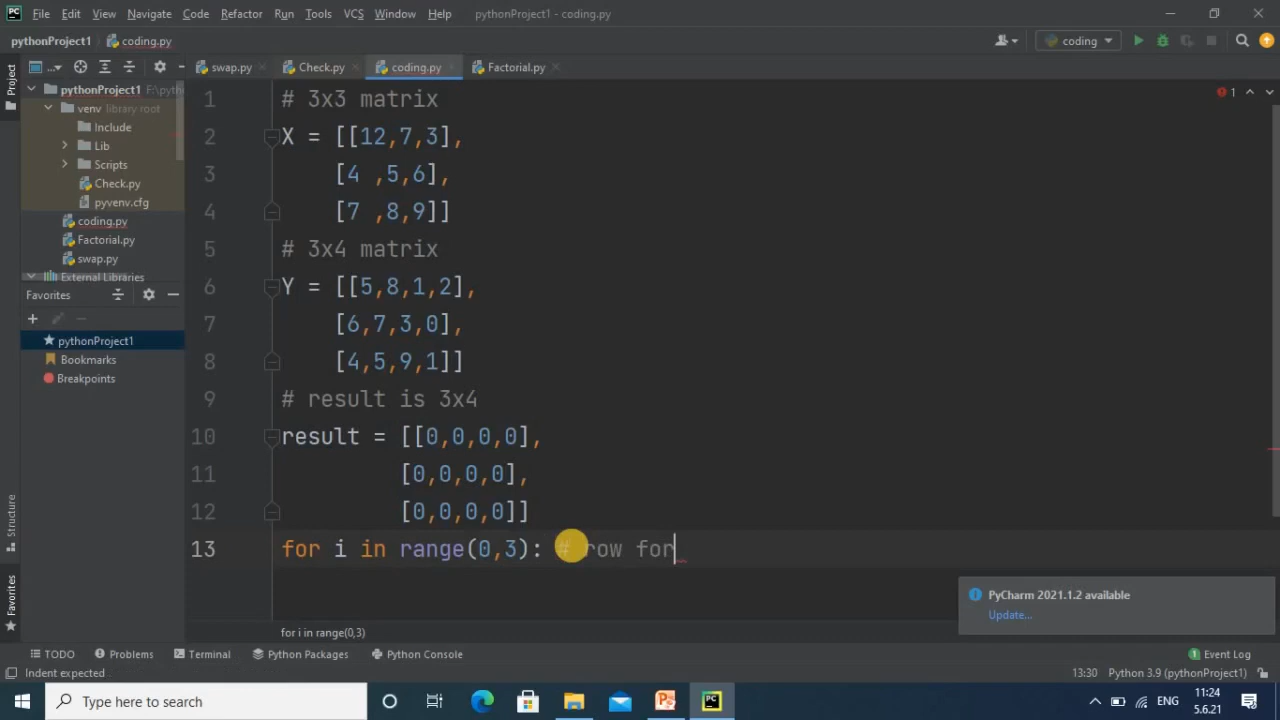 File Edit View Navigate Code Refactor Run Tools VCS Window Help pythonProject1 - coding.py
pythonProject1 coding.py coding
Project
... swap.py Check.py coding.py Factorial.py
pythonProject1 F:\pyth
venv library root
Include
Lib
Scripts
Check.py
pyvenv.cfg
coding.py
Factorial.py
swap.py
External Libraries
Favorites
pythonProject1
Bookmarks
Breakpoints
Structure
Favorites
1 # 3x3 matrix
2 X = [[12,7,3],
3 [4 ,5,6],
4 [7 ,8,9]]
5 # 3x4 matrix
6 Y = [[5,8,1,2],
7 [6,7,3,0],
8 [4,5,9,1]]
9 # result is 3x4
10 result = [[0,0,0,0],
11 [0,0,0,0],
12 [0,0,0,0]]
13 for i in range(0,3): # row for
1
PyCharm 2021.1.2 available
Update...
for i in range(0,3)
TODO Problems Terminal Python Packages Python Console 1 Event Log
Indent expected 13:30 Python 3.9 (pythonProject1)
Type here to search ENG 11:24
5.6.21